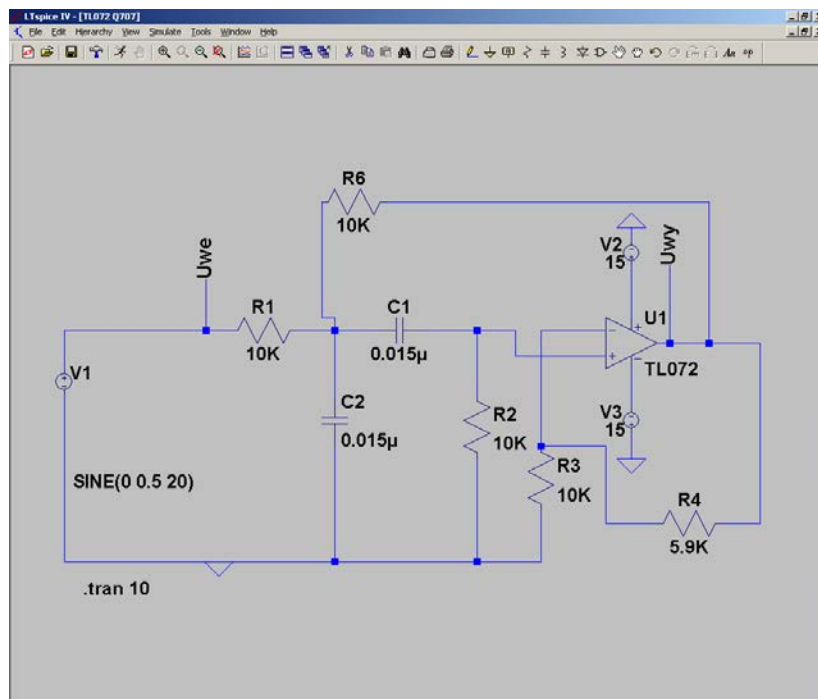 LTspice IV - [TL072 Q707]
File Edit Hierarchy View Simulate Tools Window Help
R6
10K
Uwe
R1
10K
C1
0.015µ
V2
15
Uwy
U1
TL072
V1
C2
0.015µ
R2
10K
V3
15
R3
10K
R4
5.9K
SINE(0 0.5 20)
.tran 10